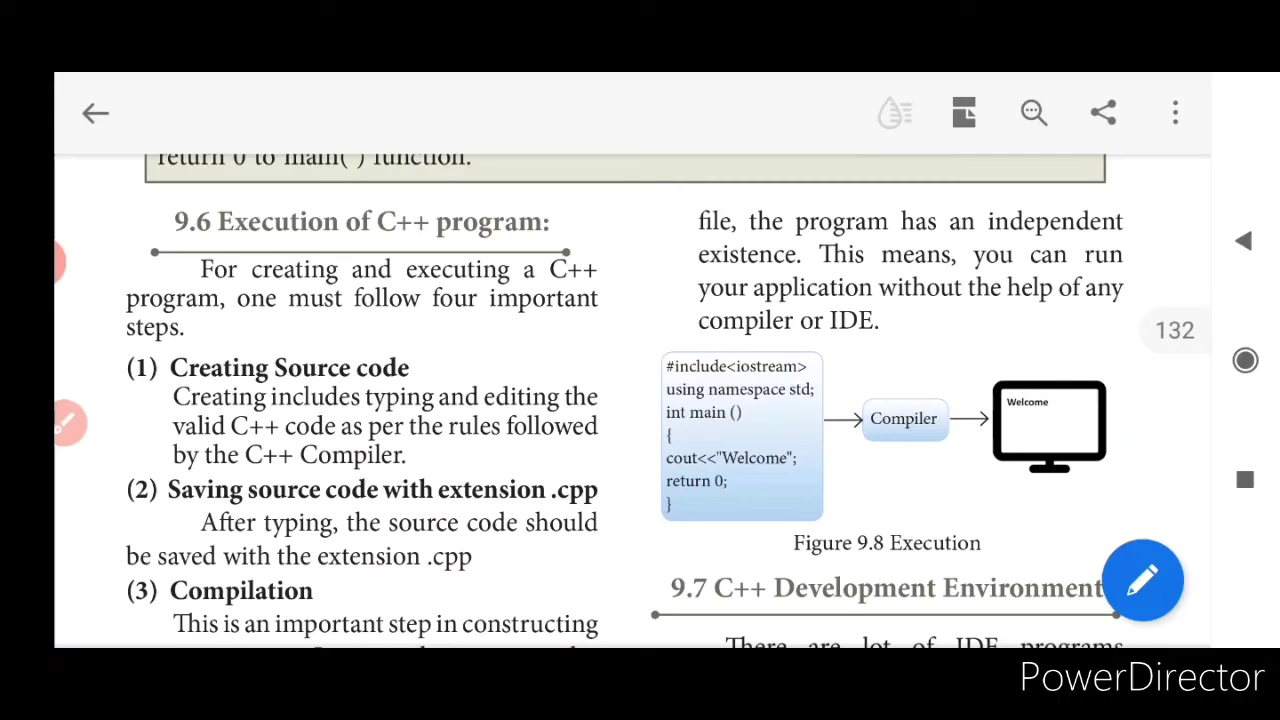 return 0 to main( ) function.
9.6 Execution of C++ program:
For creating and executing a C++
program, one must follow four important
steps.
(1) Creating Source code
Creating includes typing and editing the
valid C++ code as per the rules followed
by the C++ Compiler.
(2) Saving source code with extension .cpp
After typing, the source code should
be saved with the extension .cpp
(3) Compilation
This is an important step in constructing
file, the program has an independent
existence. This means, you can run
your application without the help of any
compiler or IDE.
#include<iostream>
using namespace std;
int main ()
{
cout<<"Welcome";
return 0;
}
Compiler
Welcome
Figure 9.8 Execution
9.7 C++ Development Environment
There are lot of IDE programs
132
PowerDirector